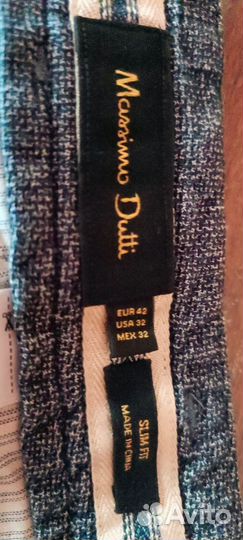 Massimo Dutti
EUR 42
USA 32
MEX 32
SLIM FIT
MADE IN CHINA
Avito